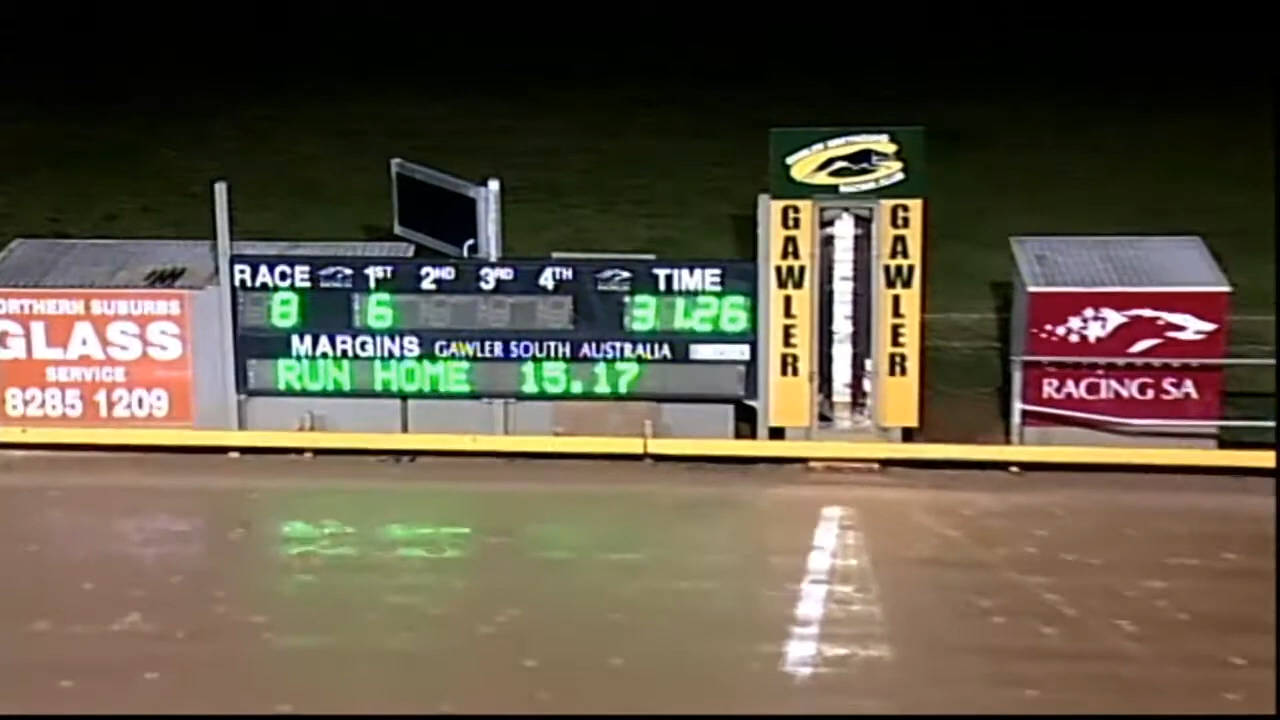 GAWLER
GAWLER
RACE 1ST 2ND 3RD 4TH TIME
8 6 31.26
MARGINS GAWLER SOUTH AUSTRALIA
RUN HOME 15.17
ORTHERN SUBURBS
GLASS
SERVICE
8285 1209
RACING SA